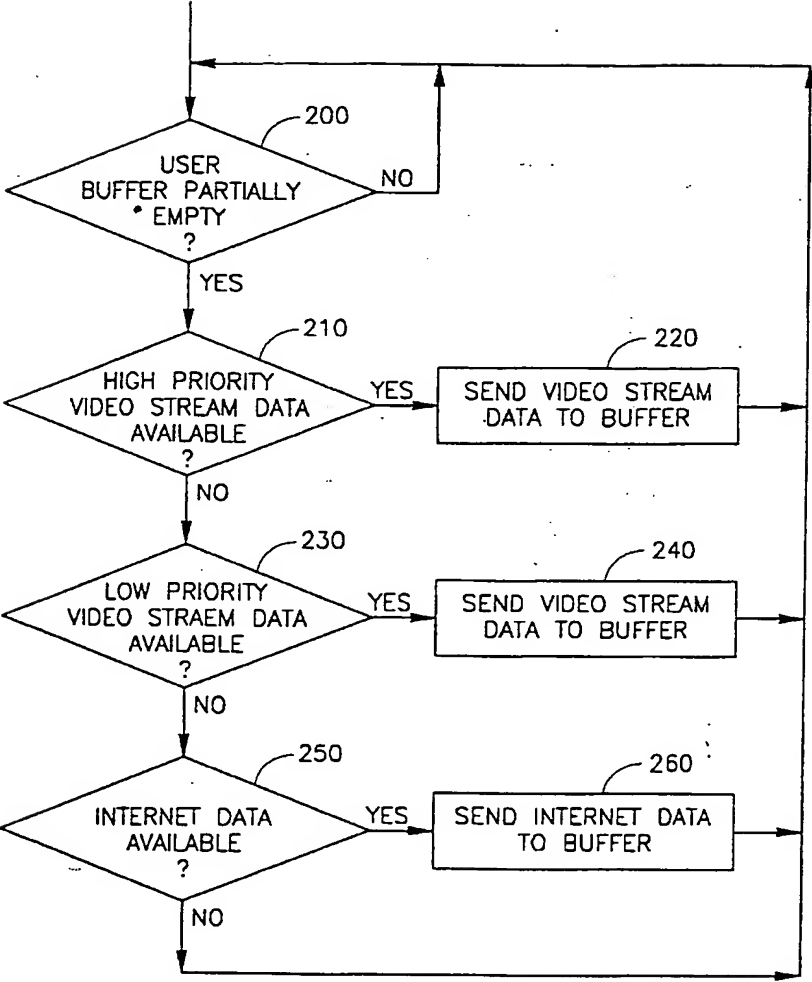 200
USER
BUFFER PARTIALLY
EMPTY
?
NO
YES
210
HIGH PRIORITY
VIDEO STREAM DATA
AVAILABLE
?
YES
220
SEND VIDEO STREAM
DATA TO BUFFER
NO
230
LOW PRIORITY
VIDEO STRAEM DATA
AVAILABLE
?
YES
240
SEND VIDEO STREAM
DATA TO BUFFER
NO
250
INTERNET DATA
AVAILABLE
?
YES
260
SEND INTERNET DATA
TO BUFFER
NO